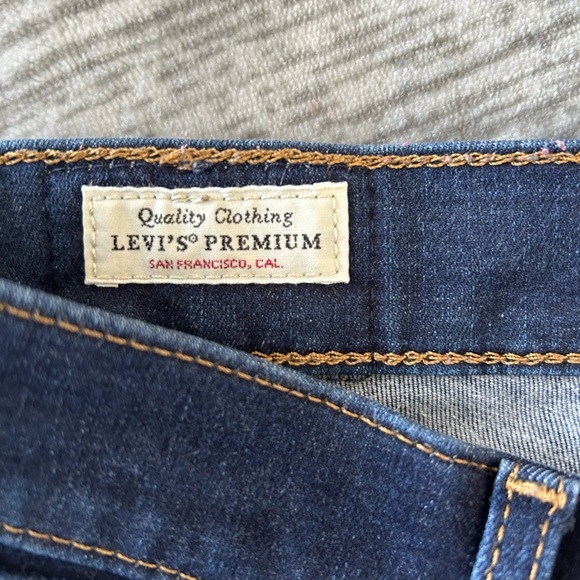 Quality Clothing
LEVI'S® PREMIUM
SAN FRANCISCO, CAL.